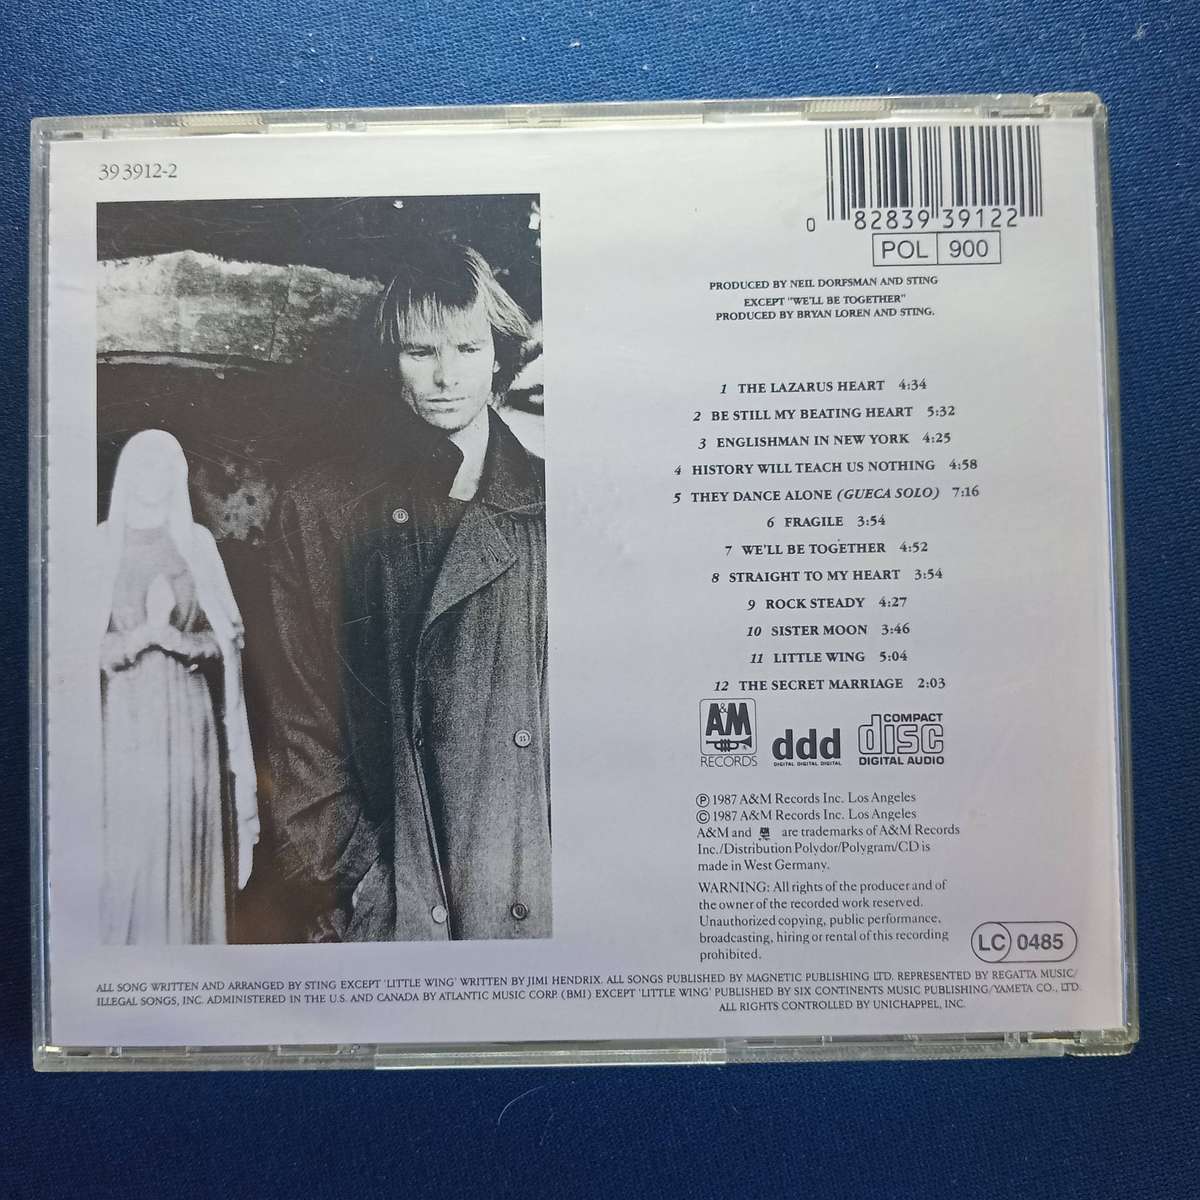 39 3912-2
0 82839 39122
POL 900
PRODUCED BY NEIL DORFSMAN AND STING
EXCEPT "WE'LL BE TOGETHER"
PRODUCED BY BRYAN LOREN AND STING.
1 THE LAZARUS HEART 4:34
2 BE STILL MY BEATING HEART 5:32
3 ENGLISHMAN IN NEW YORK 4:25
4 HISTORY WILL TEACH US NOTHING 4:58
5 THEY DANCE ALONE (GUECA SOLO) 7:16
6 FRAGILE 3:54
7 WE'LL BE TOGETHER 4:52
8 STRAIGHT TO MY HEART 3:54
9 ROCK STEADY 4:27
10 SISTER MOON 3:46
11 LITTLE WING 5:04
12 THE SECRET MARRIAGE 2:03
A&M RECORDS
ddd DIGITAL DIGITAL DIGITAL
COMPACT disc DIGITAL AUDIO
℗ 1987 A&M Records Inc. Los Angeles
© 1987 A&M Records Inc. Los Angeles
A&M and are trademarks of A&M Records
Inc./Distribution Polydor/Polygram/CD is
made in West Germany.
WARNING: All rights of the producer and of
the owner of the recorded work reserved.
Unauthorized copying, public performance,
broadcasting, hiring or rental of this recording
prohibited.
LC 0485
ALL SONG WRITTEN AND ARRANGED BY STING EXCEPT 'LITTLE WING' WRITTEN BY JIMI HENDRIX. ALL SONGS PUBLISHED BY MAGNETIC PUBLISHING LTD. REPRESENTED BY REGATTA MUSIC/
ILLEGAL SONGS, INC. ADMINISTERED IN THE U.S. AND CANADA BY ATLANTIC MUSIC CORP. (BMI) EXCEPT 'LITTLE WING' PUBLISHED BY SIX CONTINENTS MUSIC PUBLISHING/YAMETA CO., LTD.
ALL RIGHTS CONTROLLED BY UNICHAPPEL, INC.